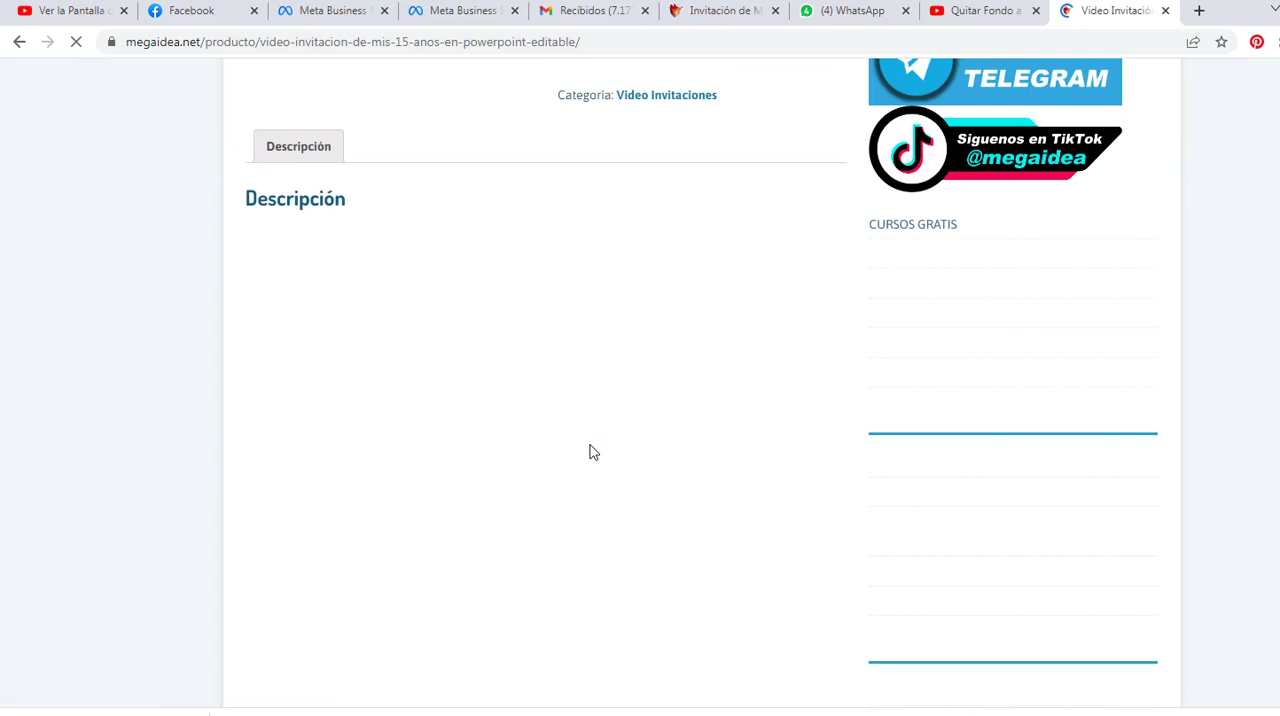 Ver la Pantalla c
Facebook
Meta Business
Meta Business
Recibidos (7.17
Invitación de M
(4) WhatsApp
Quitar Fondo a
Video Invitació
megaidea.net/producto/video-invitacion-de-mis-15-anos-en-powerpoint-editable/
TELEGRAM
Categoría: Video Invitaciones
Siguenos en TikTok
@megaidea
Descripción
Descripción
CURSOS GRATIS